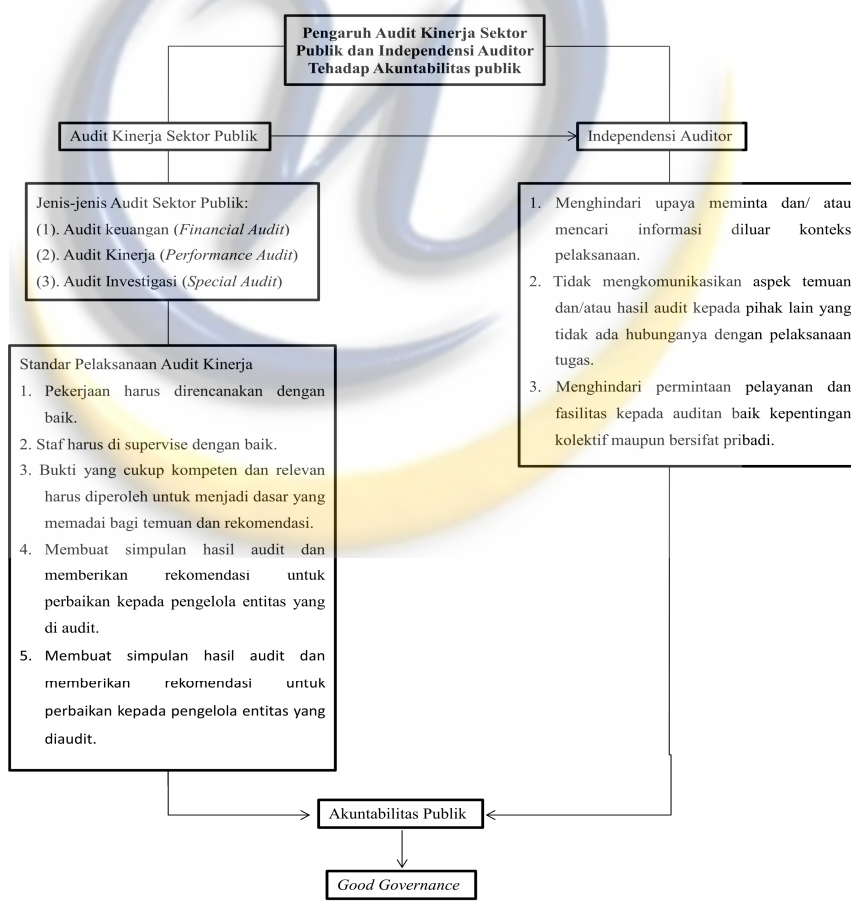 Pengaruh Audit Kinerja Sektor
Publik dan Independensi Auditor
Tehadap Akuntabilitas publik
Audit Kinerja Sektor Publik
Independensi Auditor
Jenis-jenis Audit Sektor Publik:
(1). Audit keuangan (Financial Audit)
(2). Audit Kinerja (Performance Audit)
(3). Audit Investigasi (Special Audit)
Standar Pelaksanaan Audit Kinerja
1. Pekerjaan harus direncanakan dengan
baik.
2. Staf harus di supervise dengan baik.
3. Bukti yang cukup kompeten dan relevan
harus diperoleh untuk menjadi dasar yang
memadai bagi temuan dan rekomendasi.
4. Membuat simpulan hasil audit dan
memberikan rekomendasi untuk
perbaikan kepada pengelola entitas yang
di audit.
5. Membuat simpulan hasil audit dan
memberikan rekomendasi untuk
perbaikan kepada pengelola entitas yang
diaudit.
1. Menghindari upaya meminta dan/ atau
mencari informasi diluar konteks
pelaksanaan.
2. Tidak mengkomunikasikan aspek temuan
dan/atau hasil audit kepada pihak lain yang
tidak ada hubunganya dengan pelaksanaan
tugas.
3. Menghindari permintaan pelayanan dan
fasilitas kepada auditan baik kepentingan
kolektif maupun bersifat pribadi.
Akuntabilitas Publik
Good Governance